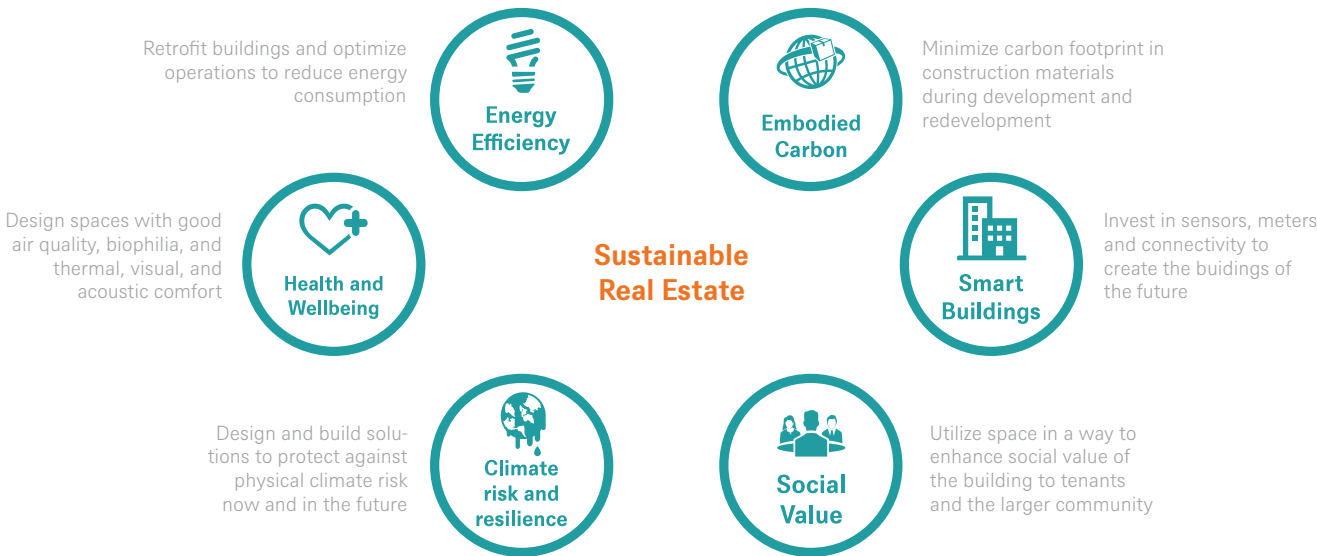 Retrofit buildings and optimize
operations to reduce energy
consumption
Energy
Efficiency
Embodied
Carbon
Minimize carbon footprint in
construction materials
during development and
redevelopment
Design spaces with good
air quality, biophilia, and
thermal, visual, and
acoustic comfort
Health and
Wellbeing
Sustainable
Real Estate
Smart
Buildings
Invest in sensors, meters
and connectivity to
create the buidings of
the future
Design and build solu-
tions to protect against
physical climate risk
now and in the future
Climate
risk and
resilience
Social
Value
Utilize space in a way to
enhance social value of
the building to tenants
and the larger community